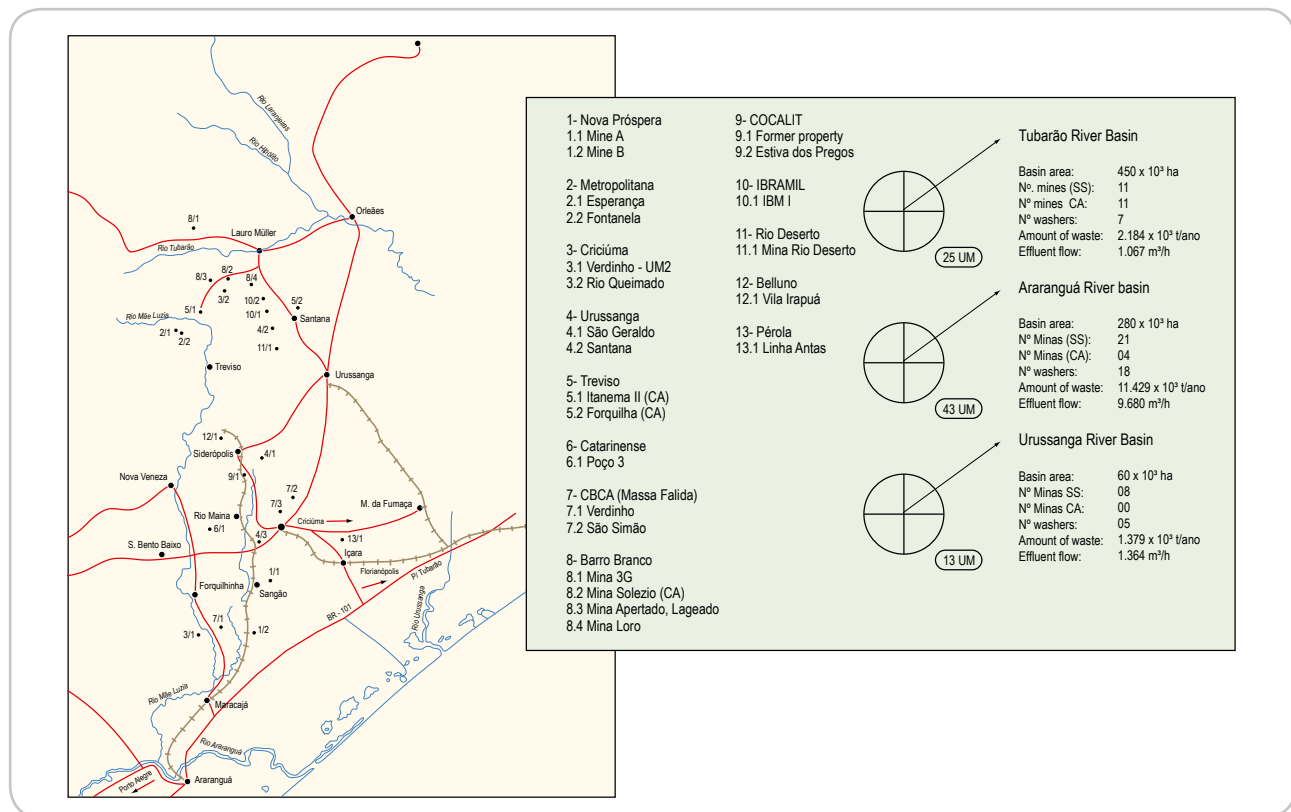 Rio Laranjeiras
Rio Hipólito
Orleães
8/1
Lauro Müller
Rio Tubarão
8/3
8/2
8/4
3/2
10/2
5/2
5/1
10/1
Santana
Rio Mãe Luzia
2/1
2/2
4/2
11/1
Treviso
Urussanga
12/1
Siderópolis
4/1
9/1
Nova Veneza
7/2
7/3
M. da Fumaça
Rio Maina
Criciúma
6/1
4/3
13/1
S. Bento Baixo
Içara
Florianópolis
P/ Tubarão
1/1
Forquilhinha
Sangão
BR - 101
Rio Urussanga
7/1
3/1
1/2
Rio Mãe Luzia
Maracajá
Rio Araranguá
Porto Alegre
Araranguá
1- Nova Próspera
1.1 Mine A
1.2 Mine B
2- Metropolitana
2.1 Esperança
2.2 Fontanela
3- Criciúma
3.1 Verdinho - UM2
3.2 Rio Queimado
4- Urussanga
4.1 São Geraldo
4.2 Santana
5- Treviso
5.1 Itanema II (CA)
5.2 Forquilha (CA)
6- Catarinense
6.1 Poço 3
7- CBCA (Massa Falida)
7.1 Verdinho
7.2 São Simão
8- Barro Branco
8.1 Mina 3G
8.2 Mina Solezio (CA)
8.3 Mina Apertado, Lageado
8.4 Mina Loro
9- COCALIT
9.1 Former property
9.2 Estiva dos Pregos
10- IBRAMIL
10.1 IBM I
11- Rio Deserto
11.1 Mina Rio Deserto
12- Belluno
12.1 Vila Irapuá
13- Pérola
13.1 Linha Antas
Tubarão River Basin
Basin area: 450 x 10³ ha
Nº. mines (SS): 11
Nº mines CA: 11
Nº washers: 7
Amount of waste: 2.184 x 10³ t/ano
Effluent flow: 1.067 m³/h
25 UM
Araranguá River basin
Basin area: 280 x 10³ ha
Nº Minas (SS): 21
Nº Minas (CA): 04
Nº washers: 18
Amount of waste: 11.429 x 10³ t/ano
Effluent flow: 9.680 m³/h
43 UM
Urussanga River Basin
Basin area: 60 x 10³ ha
Nº Minas SS: 08
Nº Minas CA: 00
Nº washers: 05
Amount of waste: 1.379 x 10³ t/ano
Effluent flow: 1.364 m³/h
13 UM